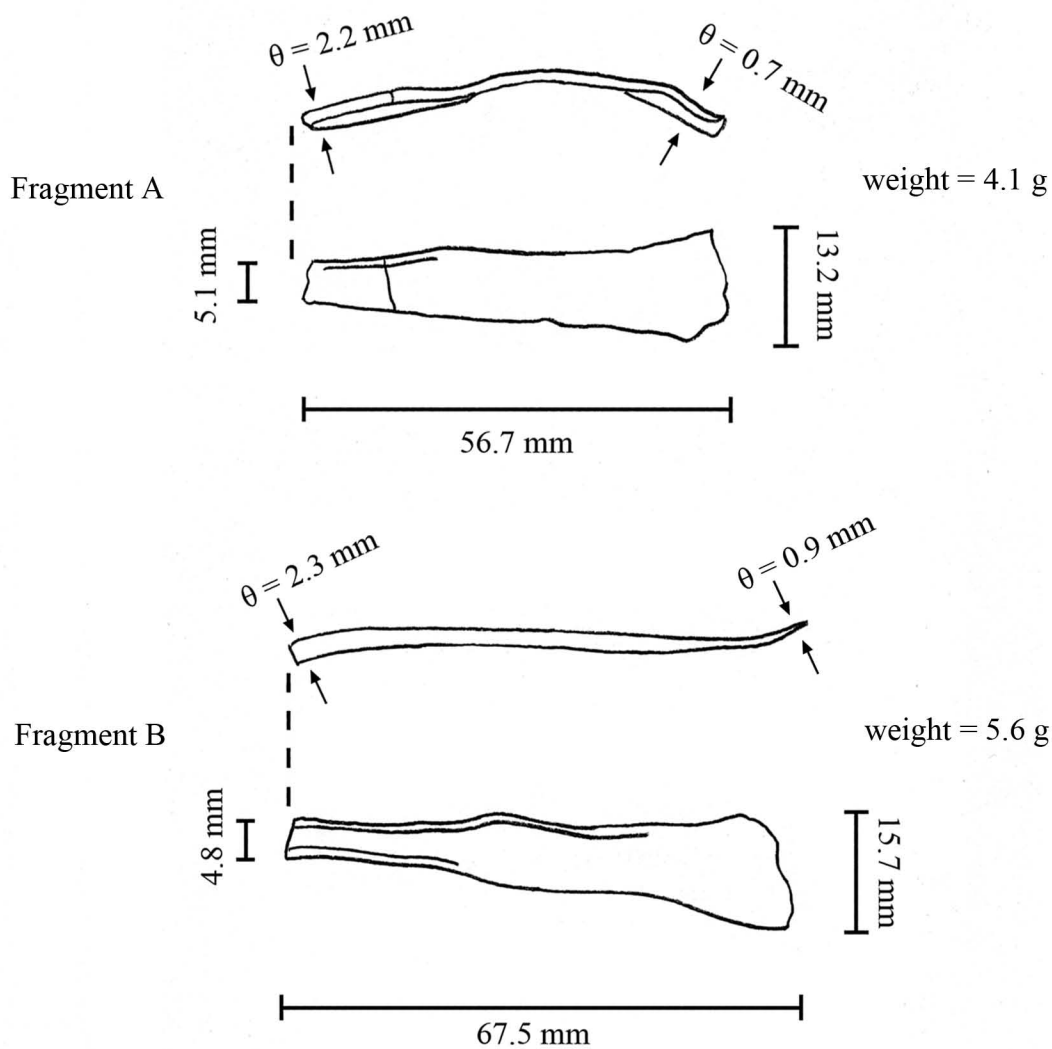 θ = 2.2 mm
θ = 0.7 mm
Fragment A
weight = 4.1 g
5.1 mm
13.2 mm
56.7 mm
θ = 2.3 mm
θ = 0.9 mm
Fragment B
weight = 5.6 g
4.8 mm
15.7 mm
67.5 mm